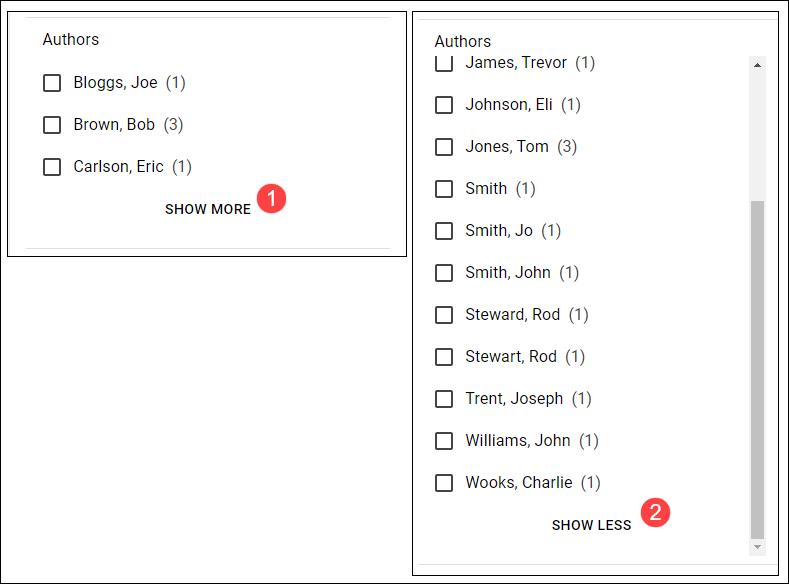 Authors
Bloggs, Joe (1)
Brown, Bob (3)
Carlson, Eric (1)
SHOW MORE
1
Authors
James, Trevor (1)
Johnson, Eli (1)
Jones, Tom (3)
Smith (1)
Smith, Jo (1)
Smith, John (1)
Steward, Rod (1)
Stewart, Rod (1)
Trent, Joseph (1)
Williams, John (1)
Wooks, Charlie (1)
SHOW LESS
2